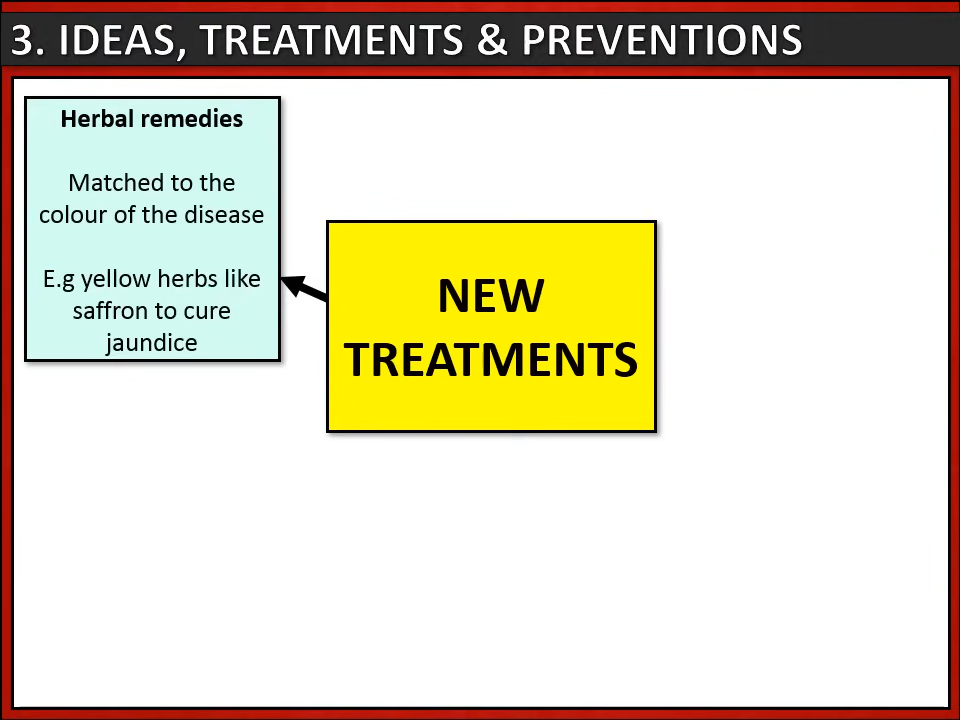 3. IDEAS, TREATMENTS & PREVENTIONS
Herbal remedies
Matched to the
colour of the disease
E.g yellow herbs like
saffron to cure
jaundice
NEW
TREATMENTS